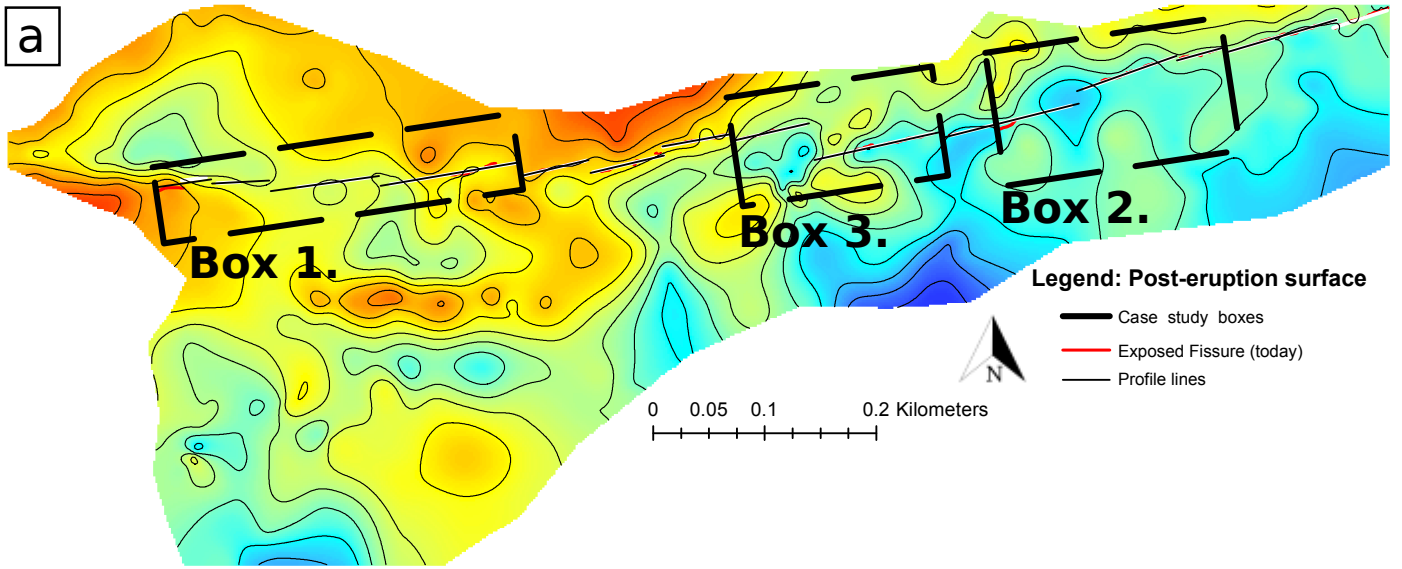 a
Box 1.
Box 3.
Box 2.
Legend: Post-eruption surface
Case study boxes
Exposed Fissure (today)
Profile lines
N
0 0.05 0.1 0.2 Kilometers